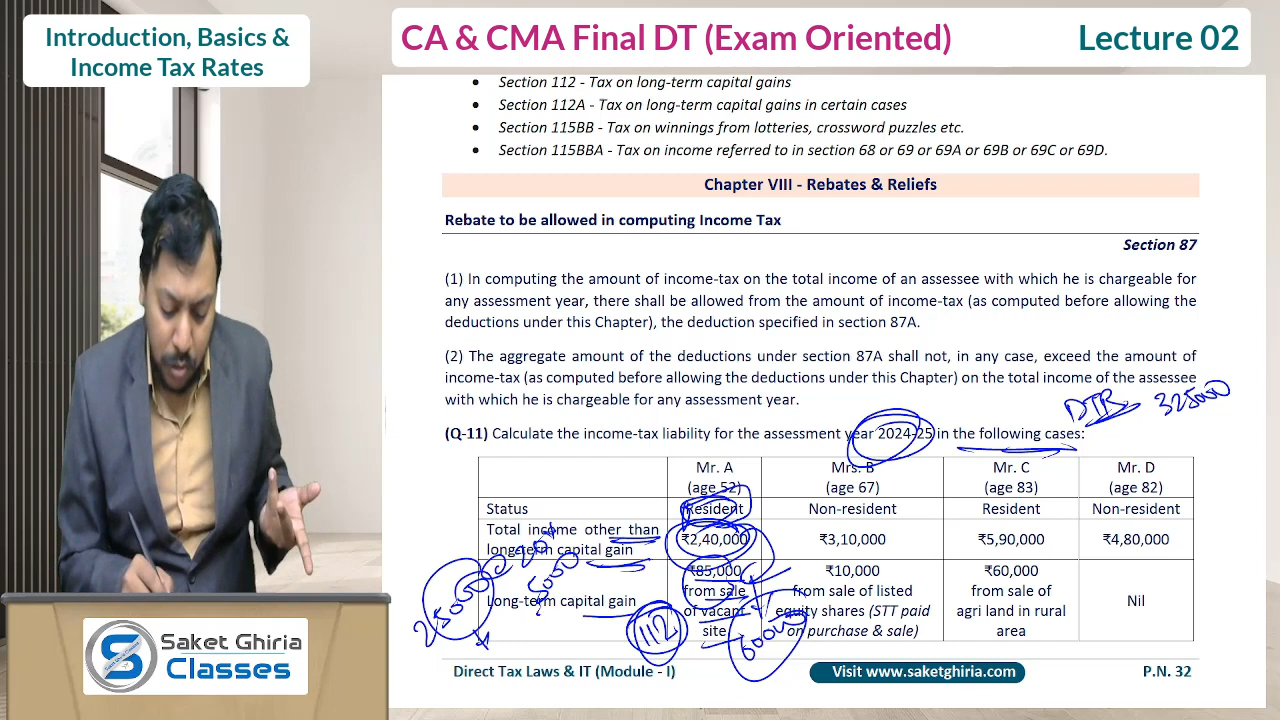 Introduction, Basics &
Income Tax Rates
CA & CMA Final DT (Exam Oriented)
Lecture 02
• Section 112 - Tax on long-term capital gains
• Section 112A - Tax on long-term capital gains in certain cases
• Section 115BB - Tax on winnings from lotteries, crossword puzzles etc.
• Section 115BBA - Tax on income referred to in section 68 or 69 or 69A or 69B or 69C or 69D.
Chapter VIII - Rebates & Reliefs
Rebate to be allowed in computing Income Tax
Section 87
(1) In computing the amount of income-tax on the total income of an assessee with which he is chargeable for
any assessment year, there shall be allowed from the amount of income-tax (as computed before allowing the
deductions under this Chapter), the deduction specified in section 87A.
(2) The aggregate amount of the deductions under section 87A shall not, in any case, exceed the amount of
income-tax (as computed before allowing the deductions under this Chapter) on the total income of the assessee
with which he is chargeable for any assessment year.
DTR 325000
(Q-11) Calculate the income-tax liability for the assessment year 2024-25 in the following cases:
Mr. A Mrs. B Mr. C Mr. D
(age 52) (age 67) (age 83) (age 82)
Status Resident Non-resident Resident Non-resident
Total income other than
long-term capital gain ₹2,40,000 ₹3,10,000 ₹5,90,000 ₹4,80,000
₹85,000 ₹10,000 ₹60,000
from sale from sale of listed from sale of
Long-term capital gain of vacant equity shares (STT paid agri land in rural Nil
site on purchase & sale) area
25000 @ 20%
5000
112
60000
Saket Ghiria
Classes
Direct Tax Laws & IT (Module - I)
Visit www.saketghiria.com
P.N. 32